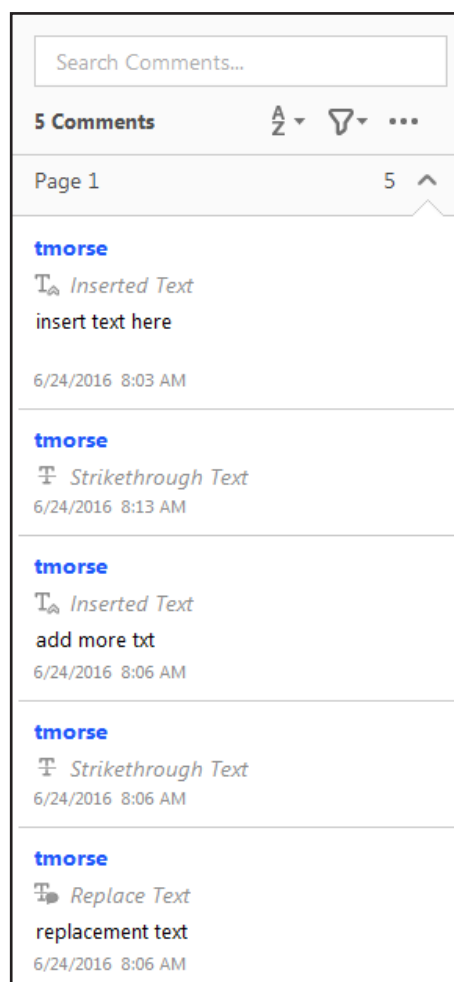 Search Comments...
5 Comments
Page 1 5
tmorse
Inserted Text
insert text here
6/24/2016 8:03 AM
tmorse
Strikethrough Text
6/24/2016 8:13 AM
tmorse
Inserted Text
add more txt
6/24/2016 8:06 AM
tmorse
Strikethrough Text
6/24/2016 8:06 AM
tmorse
Replace Text
replacement text
6/24/2016 8:06 AM